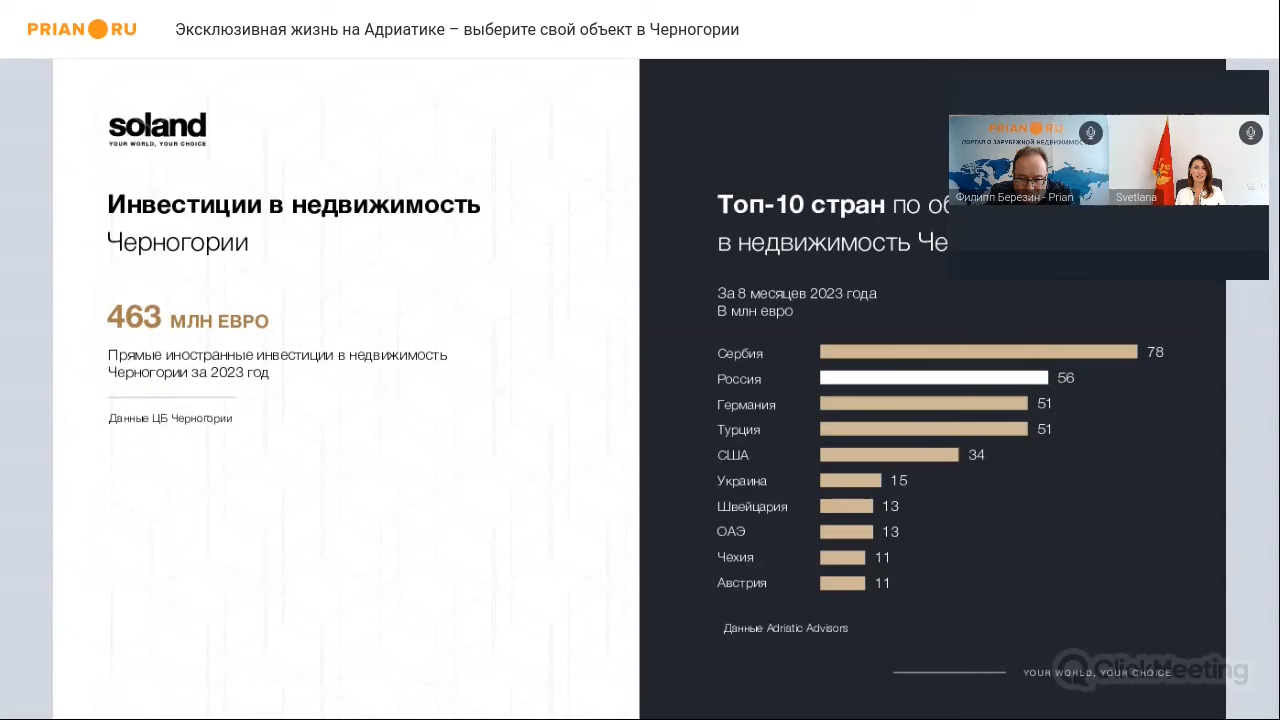 PRIAN RU
Эксклюзивная жизнь на Адриатике – выберите свой объект в Черногории
soland
YOUR WORLD, YOUR CHOICE
Инвестиции в недвижимость
Черногории
463 МЛН ЕВРО
Прямые иностранные инвестиции в недвижимость
Черногории за 2023 год
Данные ЦБ Черногории
PRIAN RU
ПОРТАЛ О ЗАРУБЕЖНОЙ НЕДВИЖИМОС
Филипп Березин - Prian
Svetlana
Топ-10 стран по
в недвижимость Че
За 8 месяцев 2023 года
В млн евро
Сербия 78
Россия 56
Германия 51
Турция 51
США 34
Украина 15
Швейцария 13
ОАЭ 13
Чехия 11
Австрия 11
Данные Adriatic Advisors
YOUR WORLD, YOUR CHOICE
ClickMeeting